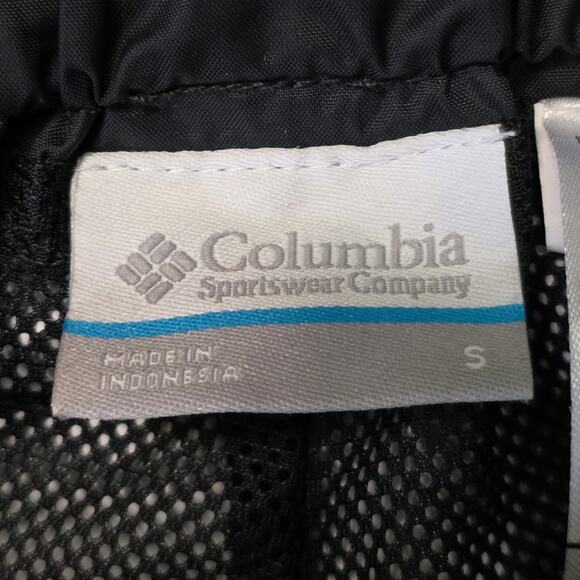 Columbia
Sportswear Company
MADE IN
INDONESIA
S